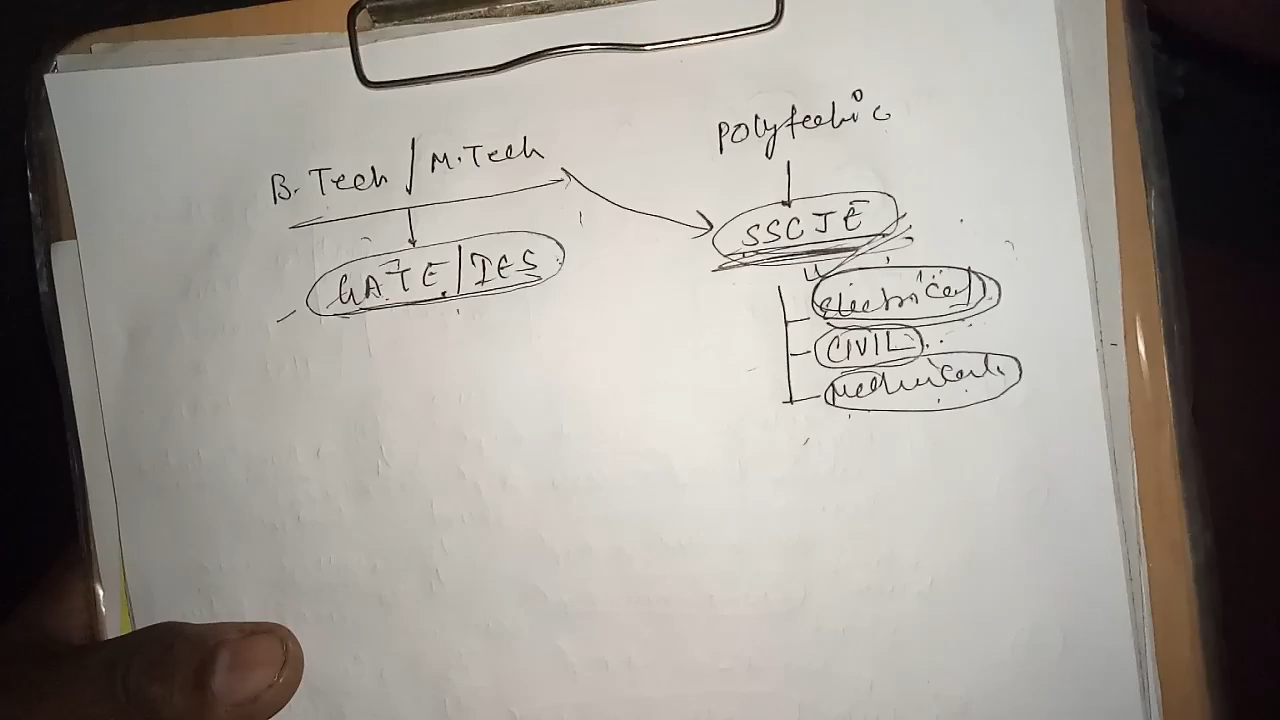 B. Tech / M. Tech
GATE / IES
Polytechnic
SSC JE
electrical
CIVIL
Mechanical